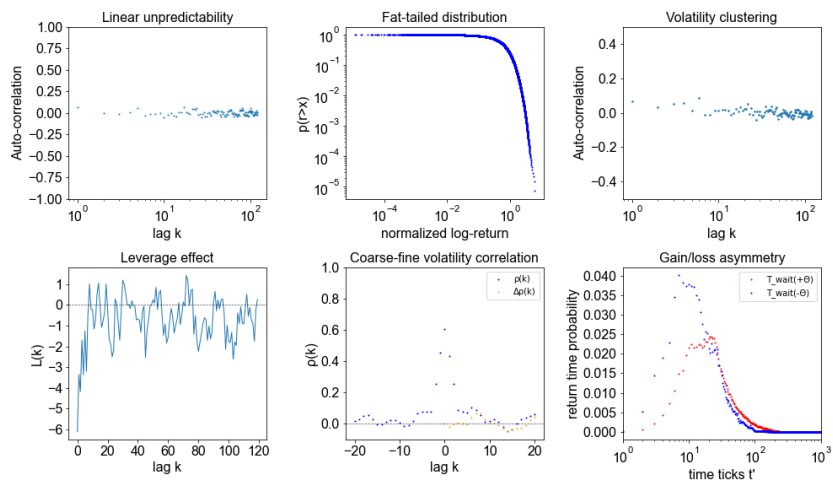 Linear unpredictability
Auto-correlation
1.00
0.75
0.50
0.25
0.00
−0.25
−0.50
−0.75
−1.00
10^0 10^1 10^2
lag k
Fat-tailed distribution
p(r>x)
10^0
10^−1
10^−2
10^−3
10^−4
10^−5
10^−4 10^−2 10^0
normalized log-return
Volatility clustering
Auto-correlation
0.4
0.2
0.0
−0.2
−0.4
10^0 10^1 10^2
lag k
Leverage effect
L(k)
1
0
−1
−2
−3
−4
−5
−6
0 20 40 60 80 100 120
lag k
Coarse-fine volatility correlation
ρ(k)
Δρ(k)
ρ(k)
1.0
0.8
0.6
0.4
0.2
0.0
−20 −10 0 10 20
lag k
Gain/loss asymmetry
T_wait(+Θ)
T_wait(-Θ)
return time probability
0.040
0.035
0.030
0.025
0.020
0.015
0.010
0.005
0.000
10^0 10^1 10^2 10^3
time ticks t'